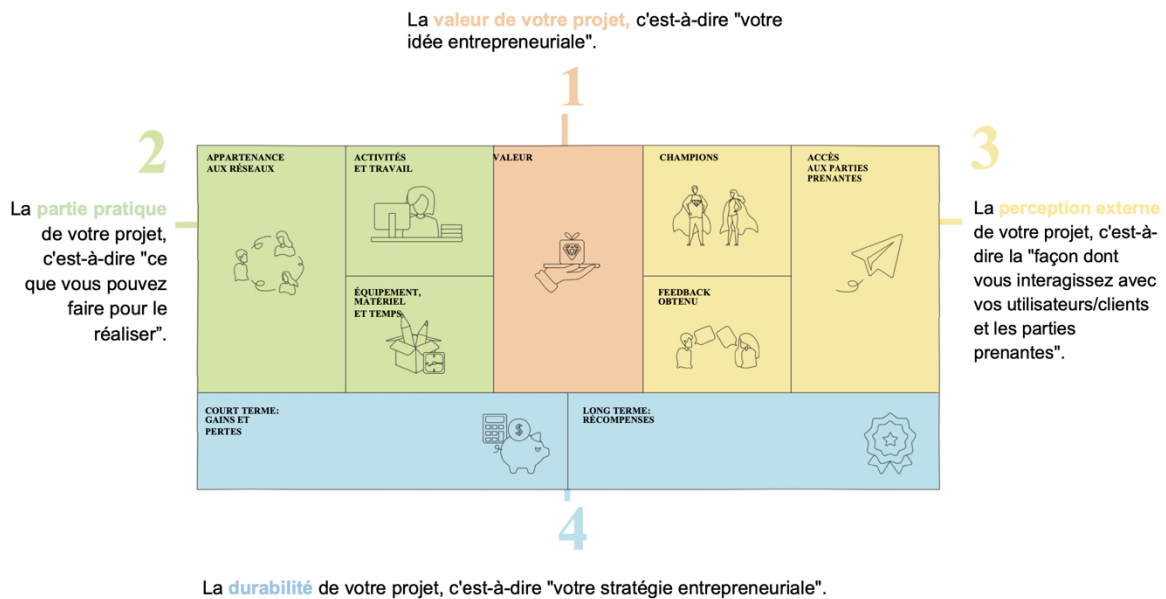 La valeur de votre projet, c'est-à-dire "votre
idée entrepreneuriale".
1
2
La partie pratique
de votre projet,
c'est-à-dire "ce
que vous pouvez
faire pour le
réaliser".
APPARTENANCE
AUX RÉSEAUX
ACTIVITÉS
ET TRAVAIL
ÉQUIPEMENT,
MATÉRIEL
ET TEMPS
VALEUR
CHAMPIONS
FEEDBACK
OBTENU
ACCÈS
AUX PARTIES
PRENANTES
3
La perception externe
de votre projet, c'est-à-
dire la "façon dont
vous interagissez avec
vos utilisateurs/clients
et les parties
prenantes".
COURT TERME:
GAINS ET
PERTES
$
LONG TERME:
RÉCOMPENSES
4
La durabilité de votre projet, c'est-à-dire "votre stratégie entrepreneuriale".